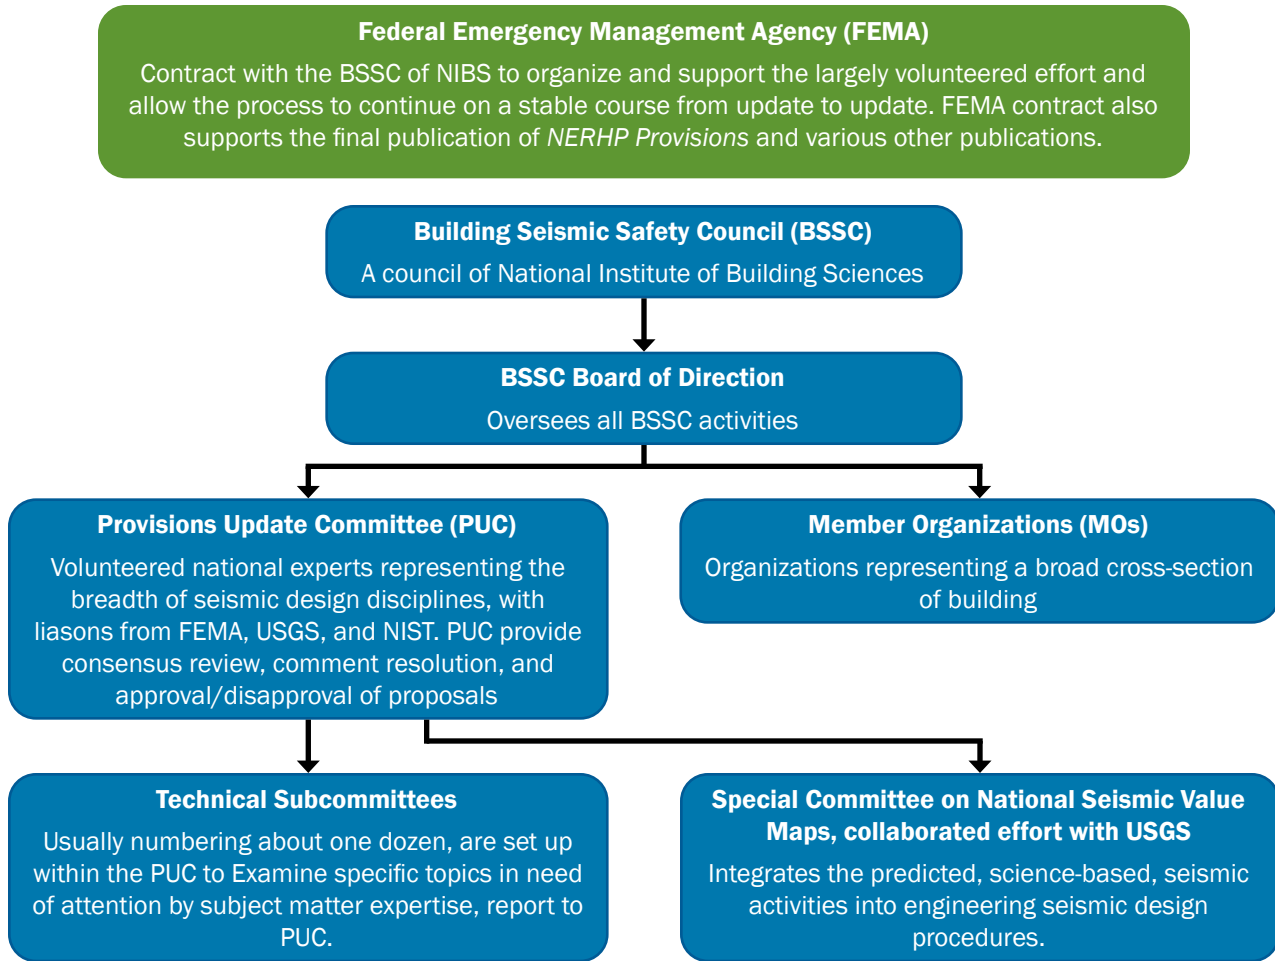 Federal Emergency Management Agency (FEMA)
Contract with the BSSC of NIBS to organize and support the largely volunteered effort and
allow the process to continue on a stable course from update to update. FEMA contract also
supports the final publication of NERHP Provisions and various other publications.
Building Seismic Safety Council (BSSC)
A council of National Institute of Building Sciences
BSSC Board of Direction
Oversees all BSSC activities
Provisions Update Committee (PUC)
Volunteered national experts representing the
breadth of seismic design disciplines, with
liasons from FEMA, USGS, and NIST. PUC provide
consensus review, comment resolution, and
approval/disapproval of proposals
Member Organizations (MOs)
Organizations representing a broad cross-section
of building
Technical Subcommittees
Usually numbering about one dozen, are set up
within the PUC to Examine specific topics in need
of attention by subject matter expertise, report to
PUC.
Special Committee on National Seismic Value
Maps, collaborated effort with USGS
Integrates the predicted, science-based, seismic
activities into engineering seismic design
procedures.